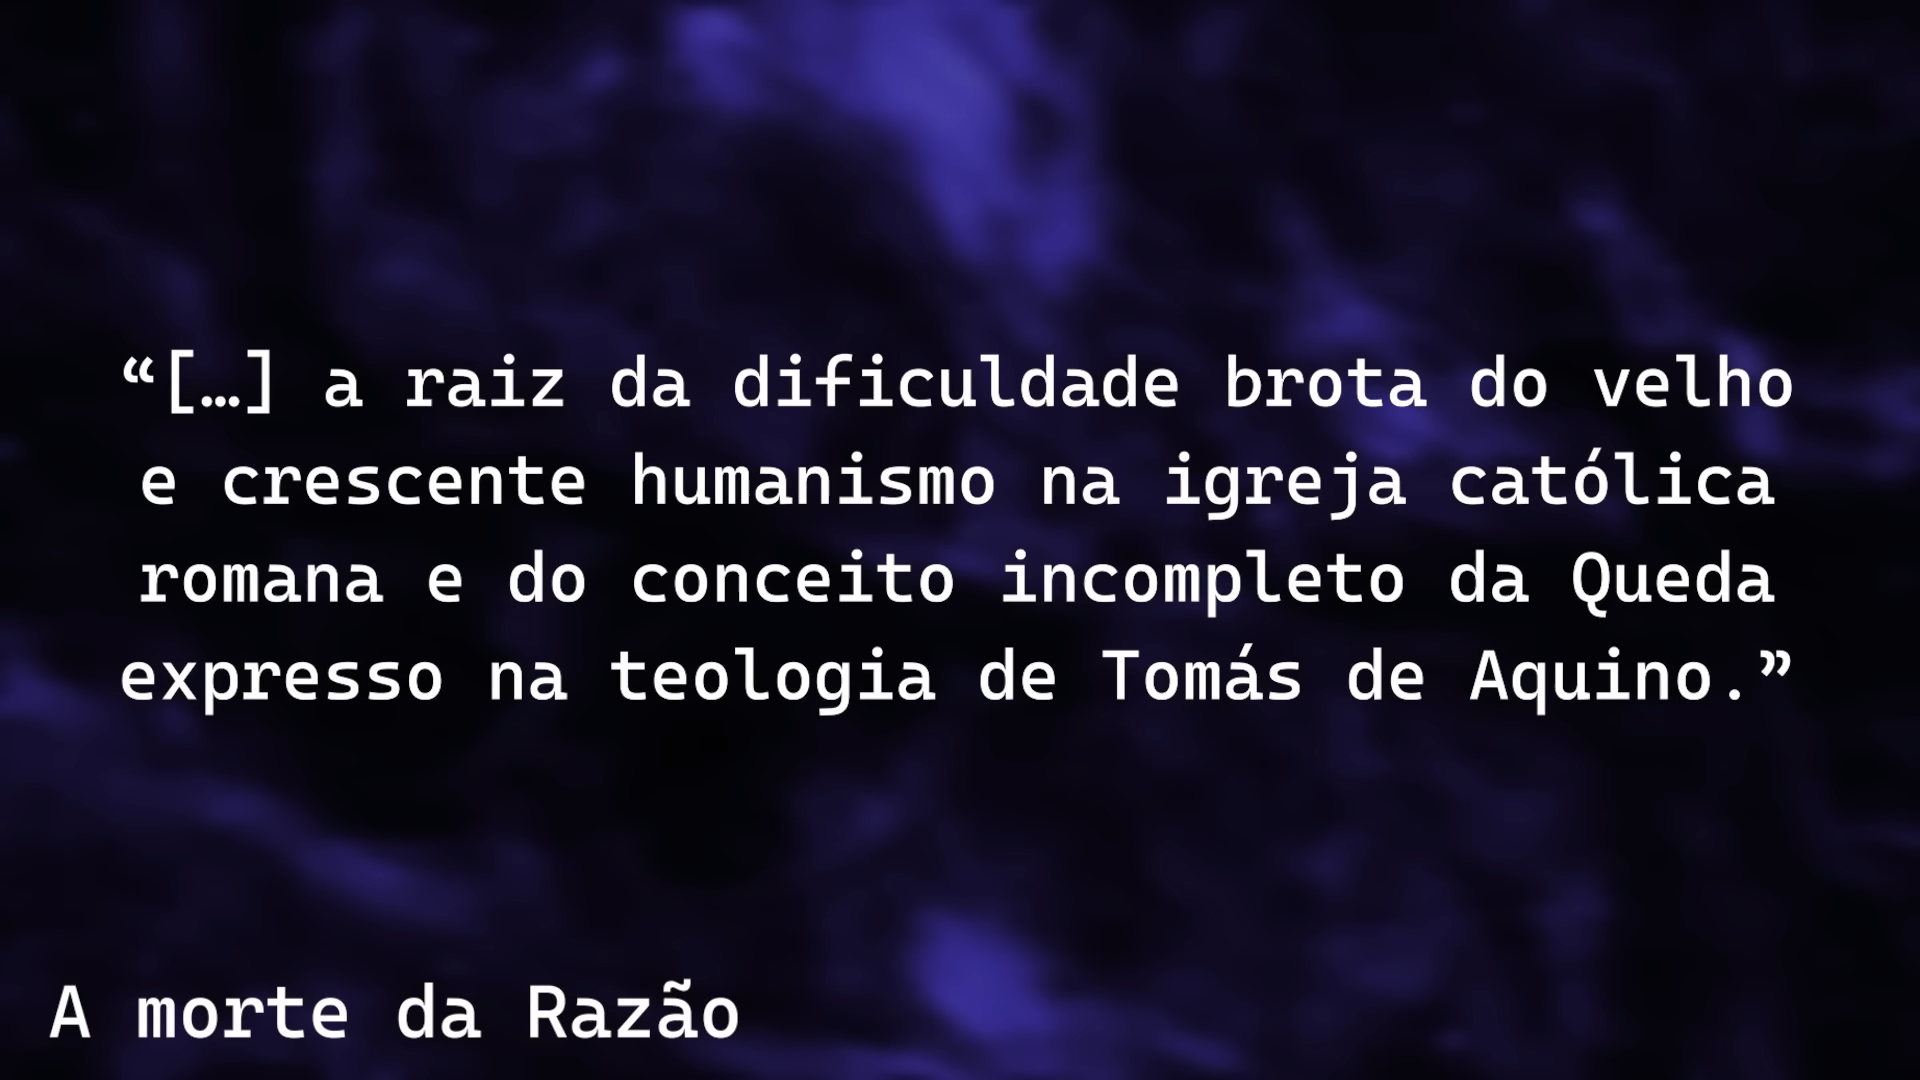 “[…] a raiz da dificuldade brota do velho
e crescente humanismo na igreja católica
romana e do conceito incompleto da Queda
expresso na teologia de Tomás de Aquino.”
A morte da Razão